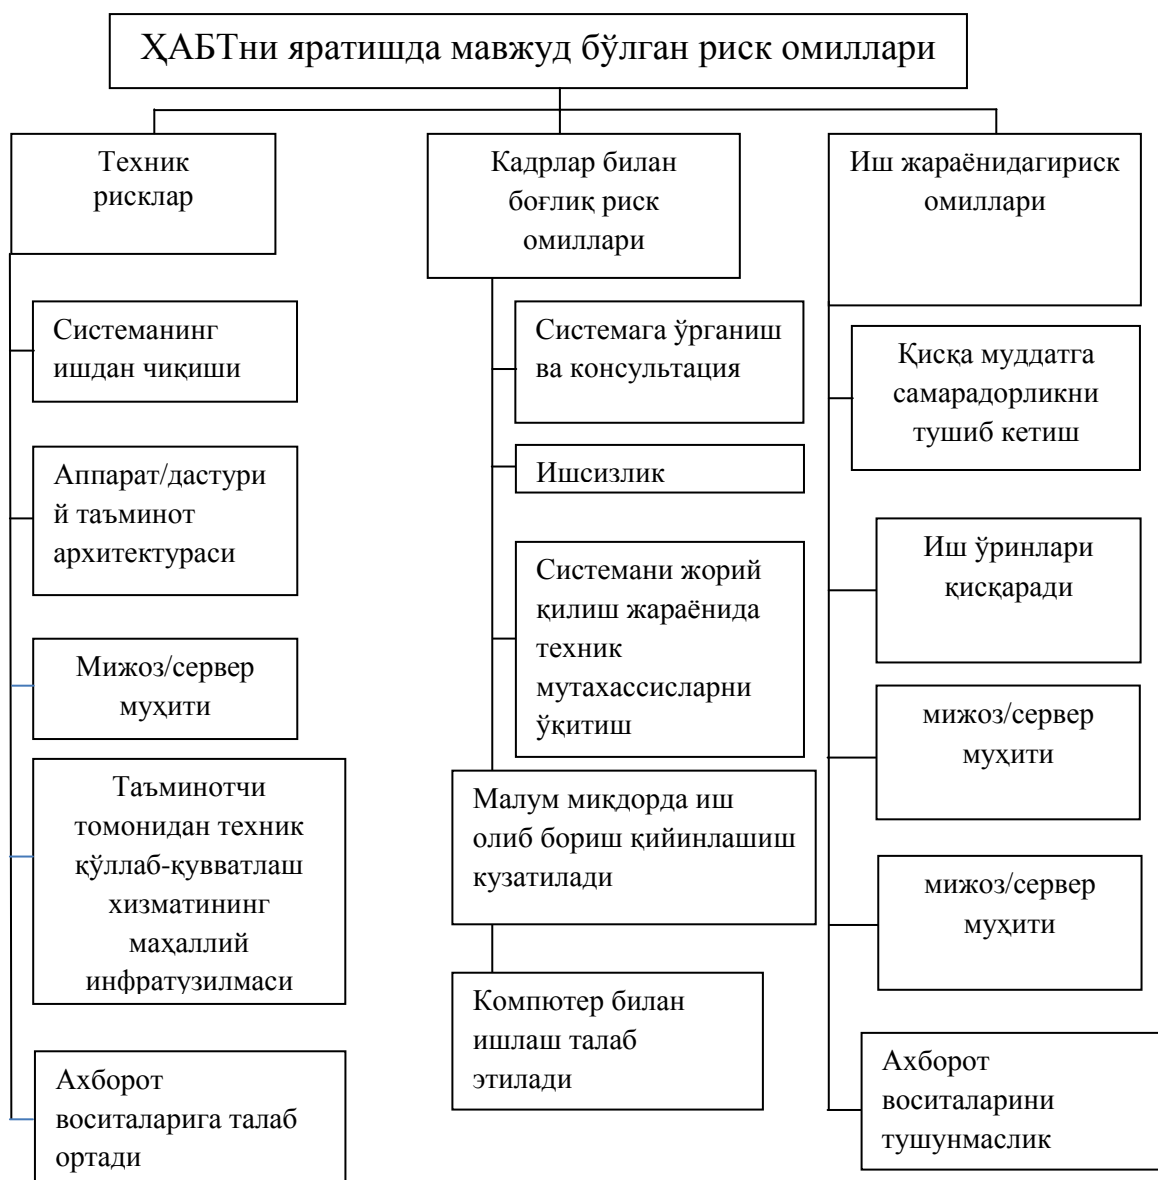 ҲАБТни яратишда мавжуд бўлган риск омиллари
Техник
рисклар
Системанинг
ишдан чиқиши
Аппарат/дастури
й таъминот
архитектураси
Мижоз/сервер
муҳити
Таъминотчи
томонидан техник
қўллаб-қувватлаш
хизматининг
маҳаллий
инфратузилмаси
Ахборот
воситаларига талаб
ортади
Кадрлар билан
боғлиқ риск
омиллари
Системага ўрганиш
ва консультация
Ишсизлик
Системани жорий
қилиш жараёнида
техник
мутахассисларни
ўқитиш
Малум миқдорда иш
олиб бориш қийинлашиш
кузатилади
Компютер билан
ишлаш талаб
этилади
Иш жараёнидагириск
омиллари
Қисқа муддатга
самарадорликни
тушиб кетиш
Иш ўринлари
қисқаради
мижоз/сервер
муҳити
мижоз/сервер
муҳити
Ахборот
воситаларини
тушунмаслик